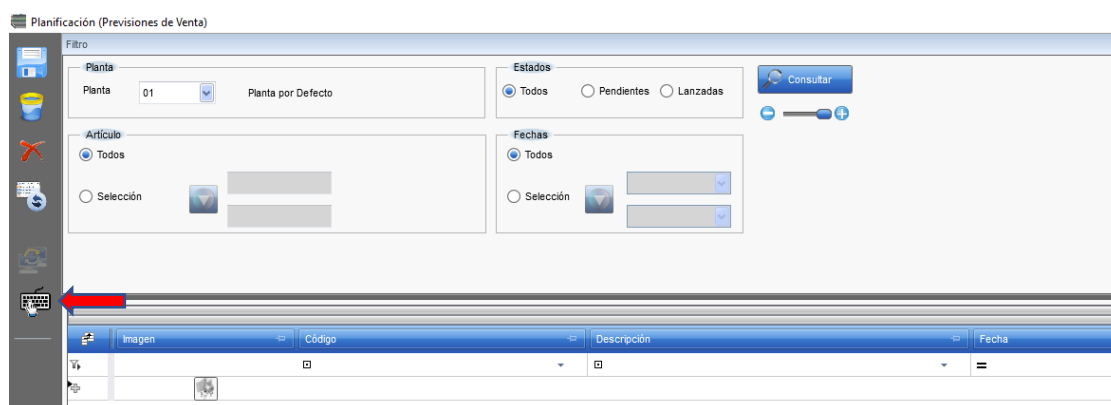 Planificación (Previsiones de Venta)
Filtro
Planta
Planta 01 Planta por Defecto
Estados
Todos Pendientes Lanzadas
Consultar
Artículo
Todos
Selección
Fechas
Todos
Selección
Imagen Código Descripción Fecha
=